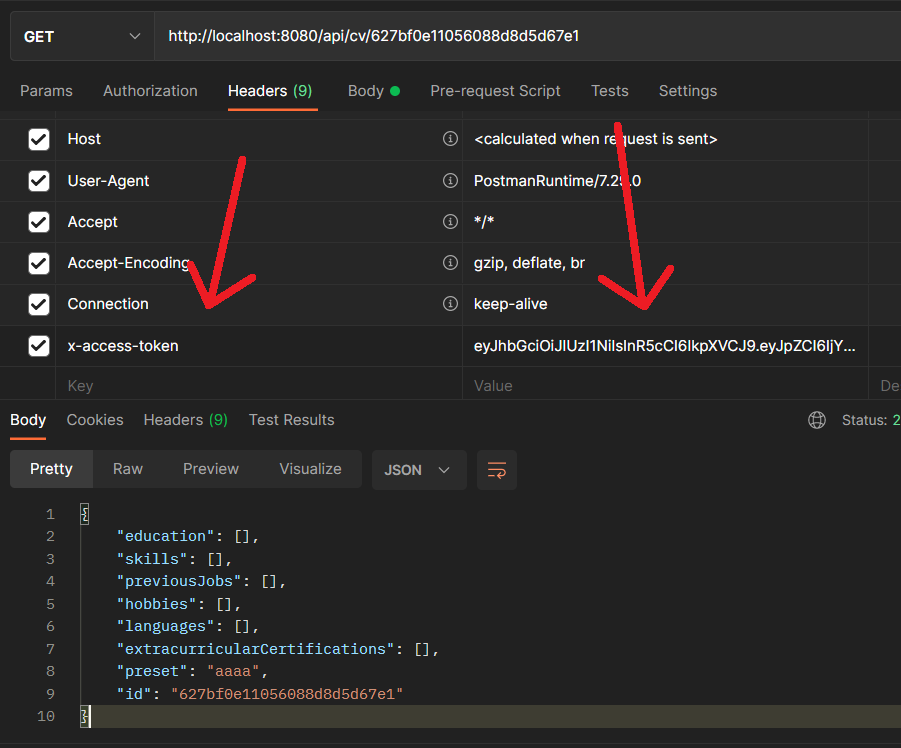 GET http://localhost:8080/api/cv/627bf0e11056088d8d5d67e1
Params Authorization Headers (9) Body Pre-request Script Tests Settings
Host <calculated when request is sent>
User-Agent PostmanRuntime/7.29.0
Accept */*
Accept-Encoding gzip, deflate, br
Connection keep-alive
x-access-token eyJhbGciOiJIUzI1NiIsInR5cCI6IkpXVCJ9.eyJpZCI6IjY...
Key Value De
Body Cookies Headers (9) Test Results Status: 2
Pretty Raw Preview Visualize JSON
1 {
2 "education": [],
3 "skills": [],
4 "previousJobs": [],
5 "hobbies": [],
6 "languages": [],
7 "extracurricularCertifications": [],
8 "preset": "aaaa",
9 "id": "627bf0e11056088d8d5d67e1"
10 }